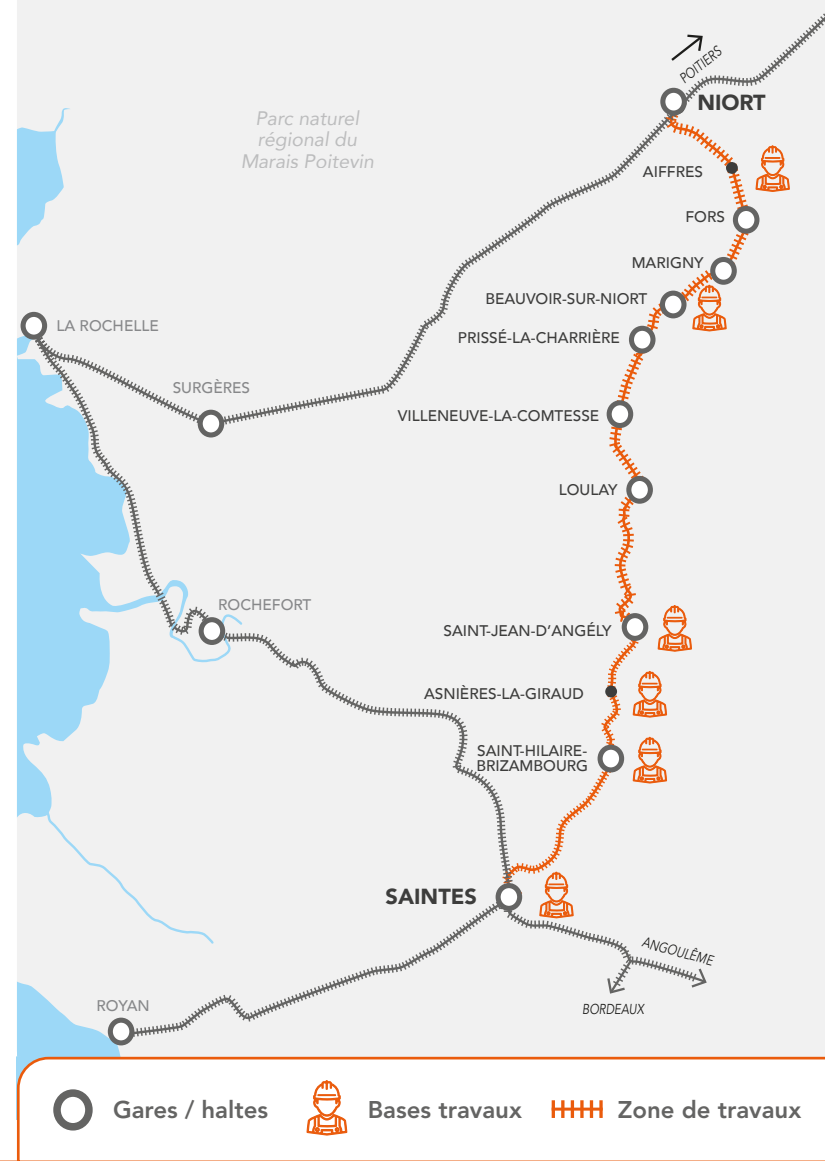 POITIERS
NIORT
Parc naturel
régional du
Marais Poitevin
AIFFRES
FORS
MARIGNY
BEAUVOIR-SUR-NIORT
LA ROCHELLE
PRISSÉ-LA-CHARRIÈRE
SURGÈRES
VILLENEUVE-LA-COMTESSE
LOULAY
ROCHEFORT
SAINT-JEAN-D'ANGÉLY
ASNIÈRES-LA-GIRAUD
SAINT-HILAIRE-
BRIZAMBOURG
SAINTES
ANGOULÊME
ROYAN
BORDEAUX
Gares / haltes
Bases travaux
Zone de travaux